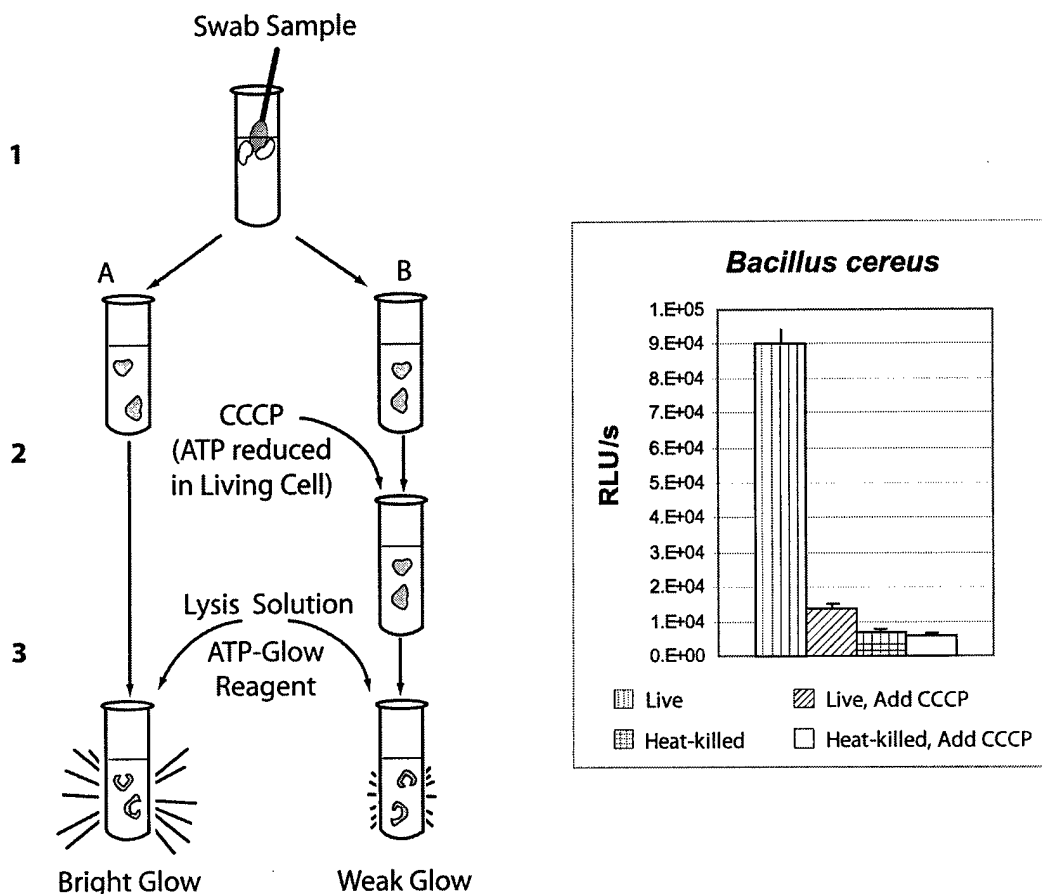 Swab Sample
1
A
B
2
CCCP
(ATP reduced
in Living Cell)
3
Lysis Solution
ATP-Glow
Reagent
Bright Glow
Weak Glow
Bacillus cereus
RLU/s
1.E+05
9.E+04
8.E+04
7.E+04
6.E+04
5.E+04
4.E+04
3.E+04
2.E+04
1.E+04
0.E+00
Live
Live, Add CCCP
Heat-killed
Heat-killed, Add CCCP